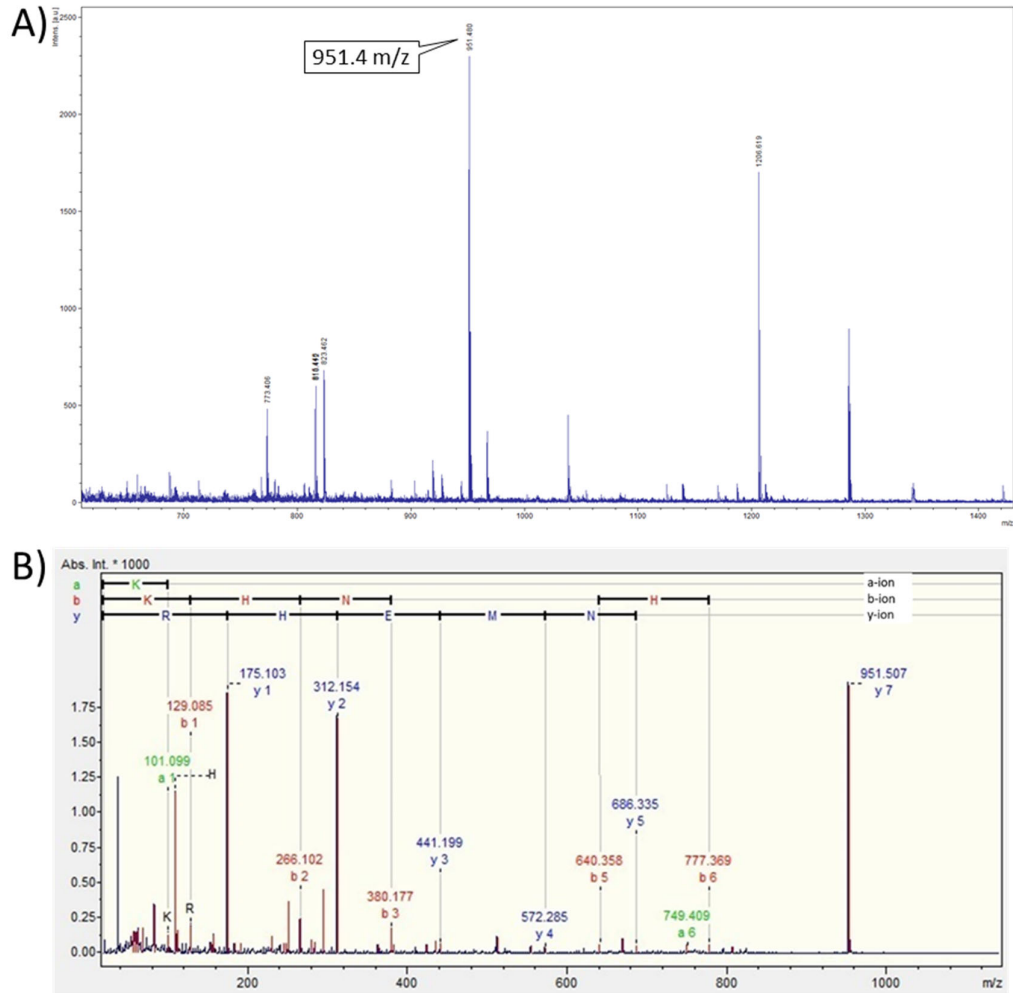 A)
Intens. [a.u.]
2500
2000
1500
1000
500
0
951.4 m/z
773.406
823.462
951.480
1206.619
700
800
900
1000
1100
1200
1300
1400
m/z
B)
Abs. Int. * 1000
a K a-ion
b K H N H b-ion
y R H E M N y-ion
175.103
y 1
312.154
y 2
951.507
y 7
129.085
b 1
101.099
a 1
H
686.335
y 5
441.199
y 3
266.102
b 2
640.358
b 5
777.369
b 6
380.177
b 3
572.285
y 4
749.409
a 6
K
R
1.75
1.50
1.25
1.00
0.75
0.50
0.25
0.00
200
400
600
800
1000
m/z